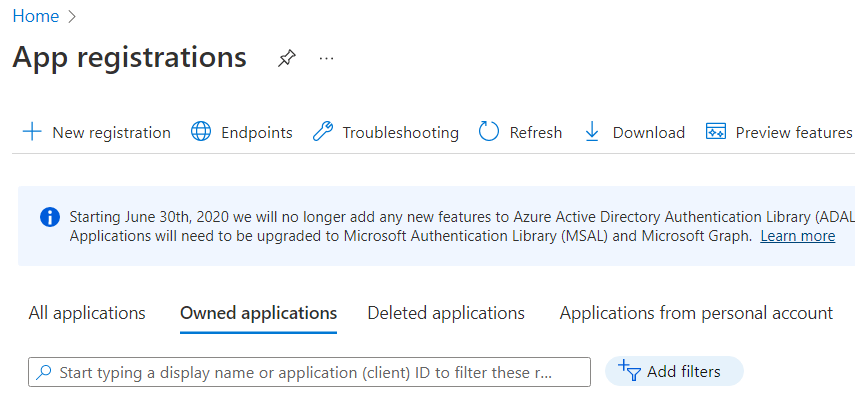 Home
App registrations
New registration Endpoints Troubleshooting Refresh Download Preview features
Starting June 30th, 2020 we will no longer add any new features to Azure Active Directory Authentication Library (ADAL
Applications will need to be upgraded to Microsoft Authentication Library (MSAL) and Microsoft Graph. Learn more
All applications Owned applications Deleted applications Applications from personal account
Start typing a display name or application (client) ID to filter these r... Add filters